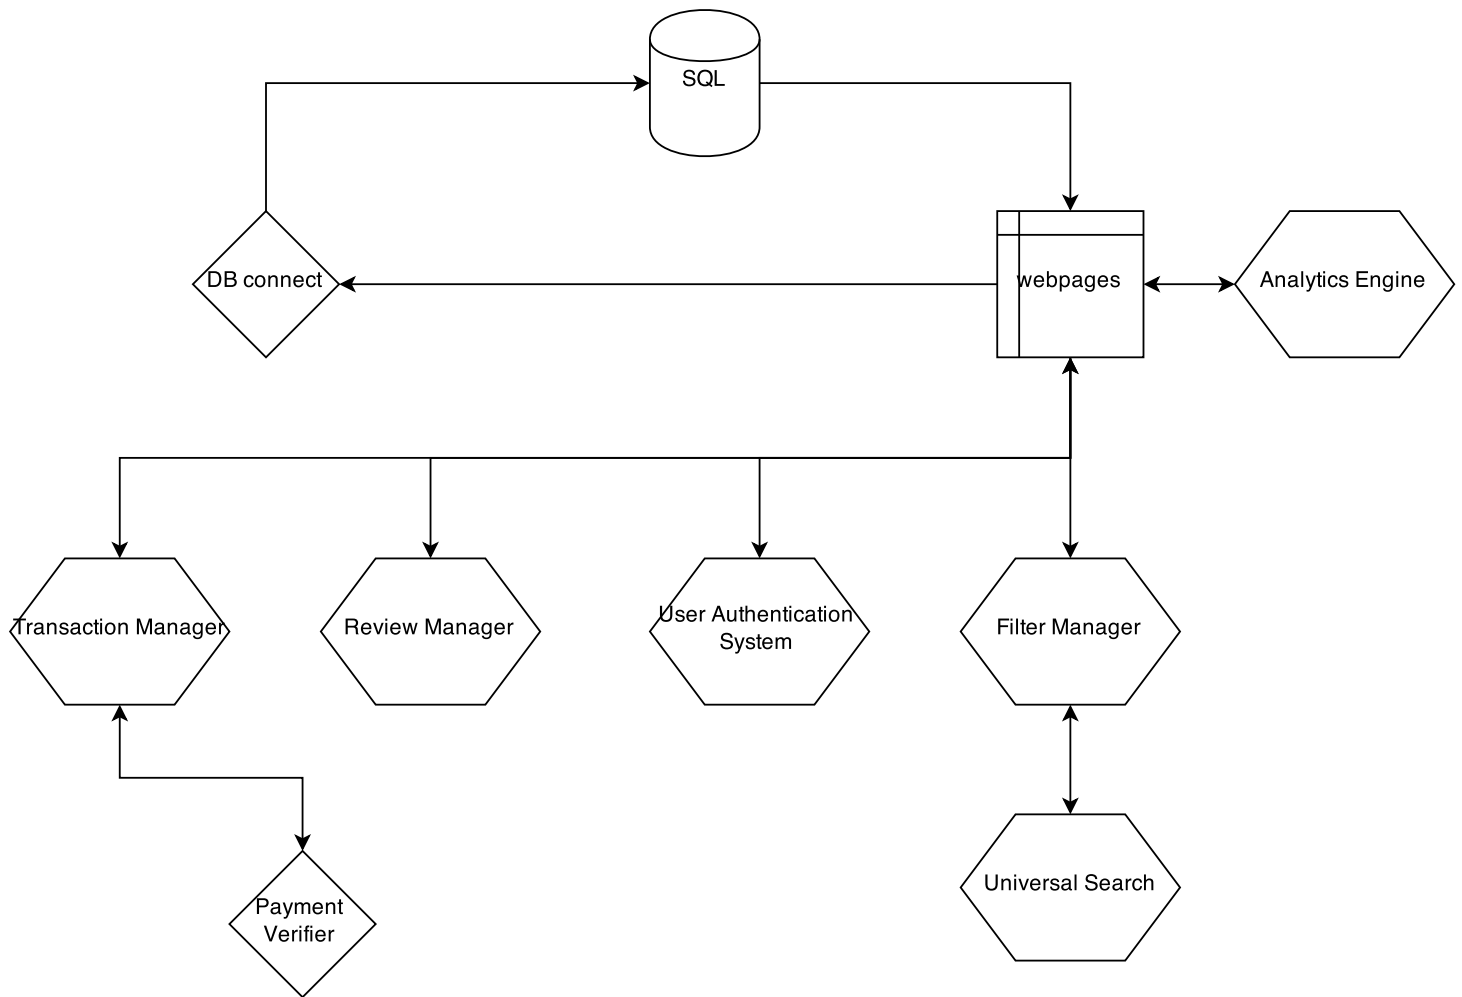 SQL
DB connect
webpages
Analytics Engine
Transaction Manager
Review Manager
User Authentication
System
Filter Manager
Universal Search
Payment
Verifier